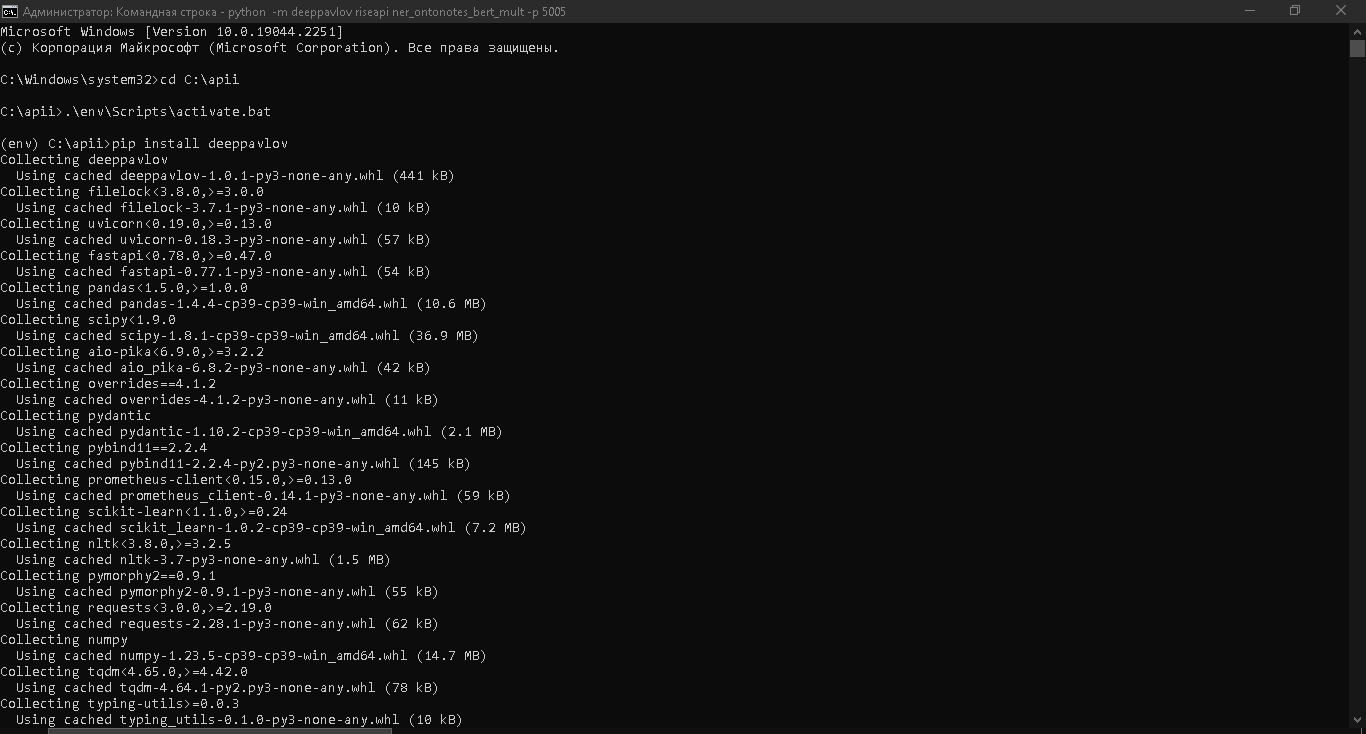 Администратор: Командная строка - python -m deeppavlov riseapi ner_ontonotes_bert_mult -p 5005
Microsoft Windows [Version 10.0.19044.2251]
(c) Корпорация Майкрософт (Microsoft Corporation). Все права защищены.
C:\Windows\system32>cd C:\apii
C:\apii>.\env\Scripts\activate.bat
(env) C:\apii>pip install deeppavlov
Collecting deeppavlov
  Using cached deeppavlov-1.0.1-py3-none-any.whl (441 kB)
Collecting filelock<3.8.0,>=3.0.0
  Using cached filelock-3.7.1-py3-none-any.whl (10 kB)
Collecting uvicorn<0.19.0,>=0.13.0
  Using cached uvicorn-0.18.3-py3-none-any.whl (57 kB)
Collecting fastapi<0.78.0,>=0.47.0
  Using cached fastapi-0.77.1-py3-none-any.whl (54 kB)
Collecting pandas<1.5.0,>=1.0.0
  Using cached pandas-1.4.4-cp39-cp39-win_amd64.whl (10.6 MB)
Collecting scipy<1.9.0
  Using cached scipy-1.8.1-cp39-cp39-win_amd64.whl (36.9 MB)
Collecting aio-pika<6.9.0,>=3.2.2
  Using cached aio_pika-6.8.2-py3-none-any.whl (42 kB)
Collecting overrides==4.1.2
  Using cached overrides-4.1.2-py3-none-any.whl (11 kB)
Collecting pydantic
  Using cached pydantic-1.10.2-cp39-cp39-win_amd64.whl (2.1 MB)
Collecting pybind11==2.2.4
  Using cached pybind11-2.2.4-py2.py3-none-any.whl (145 kB)
Collecting prometheus-client<0.15.0,>=0.13.0
  Using cached prometheus_client-0.14.1-py3-none-any.whl (59 kB)
Collecting scikit-learn<1.1.0,>=0.24
  Using cached scikit_learn-1.0.2-cp39-cp39-win_amd64.whl (7.2 MB)
Collecting nltk<3.8.0,>=3.2.5
  Using cached nltk-3.7-py3-none-any.whl (1.5 MB)
Collecting pymorphy2==0.9.1
  Using cached pymorphy2-0.9.1-py3-none-any.whl (55 kB)
Collecting requests<3.0.0,>=2.19.0
  Using cached requests-2.28.1-py3-none-any.whl (62 kB)
Collecting numpy
  Using cached numpy-1.23.5-cp39-cp39-win_amd64.whl (14.7 MB)
Collecting tqdm<4.65.0,>=4.42.0
  Using cached tqdm-4.64.1-py2.py3-none-any.whl (78 kB)
Collecting typing-utils>=0.0.3
  Using cached typing_utils-0.1.0-py3-none-any.whl (10 kB)